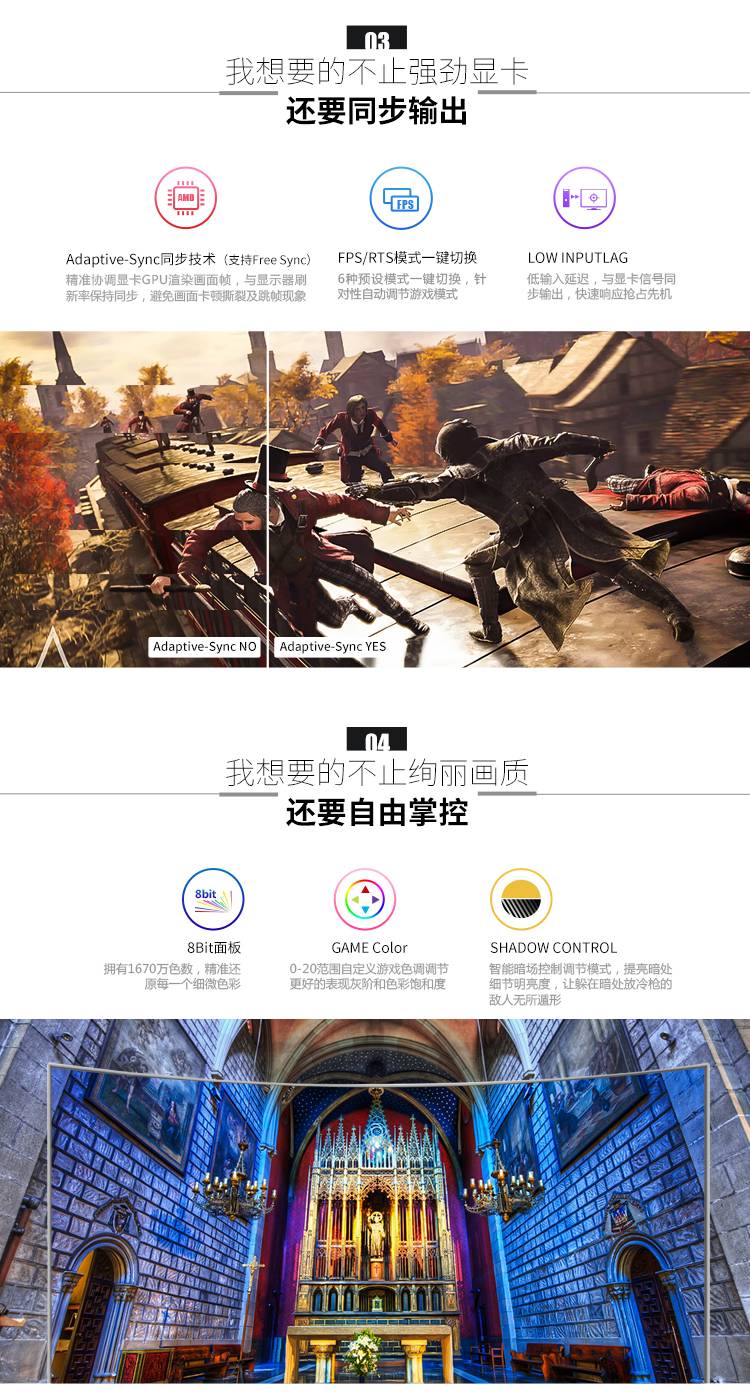 03
我想要的不止强劲显卡
还要同步输出
AMD
FPS
Adaptive-Sync同步技术（支持Free Sync）
精准协调显卡GPU渲染画面帧，与显示器刷
新率保持同步，避免画面卡顿撕裂及跳帧现象
FPS/RTS模式一键切换
6种预设模式一键切换，针
对性自动调节游戏模式
LOW INPUTLAG
低输入延迟，与显卡信号同
步输出，快速响应抢占先机
Adaptive-Sync NO
Adaptive-Sync YES
04
我想要的不止绚丽画质
还要自由掌控
8bit
8Bit面板
拥有1670万色数，精准还
原每一个细微色彩
GAME Color
0-20范围自定义游戏色调调节
更好的表现灰阶和色彩饱和度
SHADOW CONTROL
智能暗场控制调节模式，提亮暗处
细节明亮度，让躲在暗处放冷枪的
敌人无所遁形